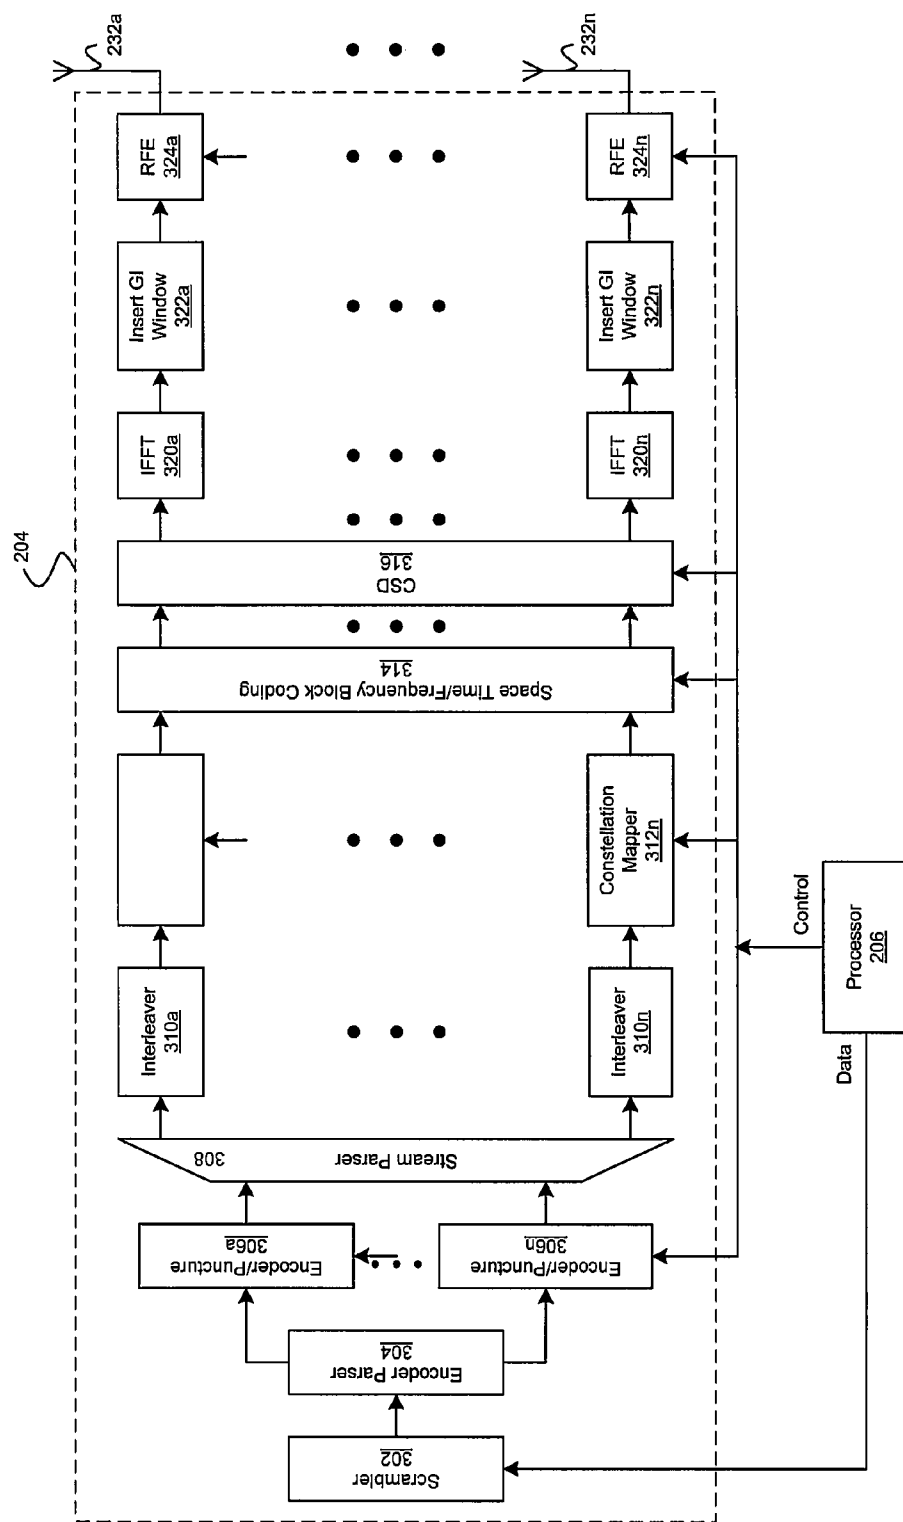 204
Scrambler
302
Encoder Parser
304
Encoder/Puncture
306a
Encoder/Puncture
306n
Stream Parser
308
Interleaver
310a
Interleaver
310n
Constellation
Mapper
312n
Space Time/Frequency Block Coding
314
CSD
316
IFFT
320a
IFFT
320n
Insert GI
Window
322a
Insert GI
Window
322n
RFE
324a
RFE
324n
232a
232n
Data
Control
Processor
206